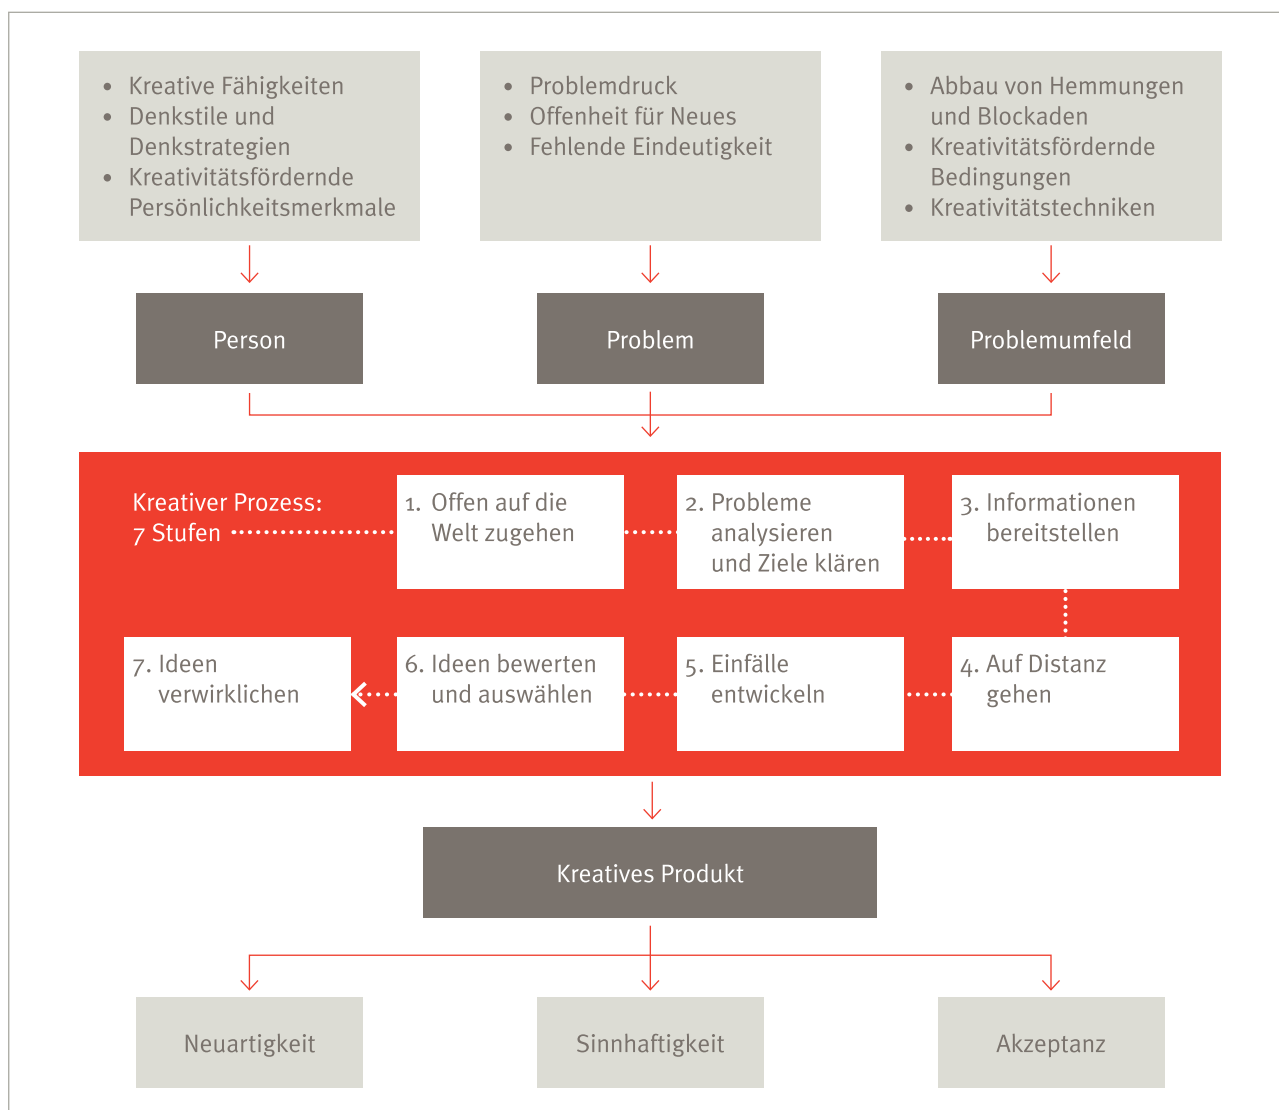 • Kreative Fähigkeiten
• Denkstile und
Denkstrategien
• Kreativitätsfördernde
Persönlichkeitsmerkmale
• Problemdruck
• Offenheit für Neues
• Fehlende Eindeutigkeit
• Abbau von Hemmungen
und Blockaden
• Kreativitätsfördernde
Bedingungen
• Kreativitätstechniken
Person
Problem
Problemumfeld
Kreativer Prozess:
7 Stufen
1. Offen auf die
Welt zugehen
2. Probleme
analysieren
und Ziele klären
3. Informationen
bereitstellen
4. Auf Distanz
gehen
5. Einfälle
entwickeln
6. Ideen bewerten
und auswählen
7. Ideen
verwirklichen
Kreatives Produkt
Neuartigkeit
Sinnhaftigkeit
Akzeptanz